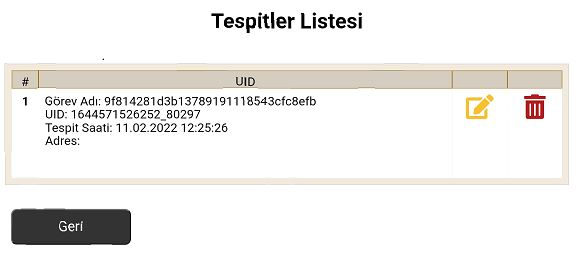 Tespitler Listesi
# UID
1 Görev Adı: 9f814281d3b13789191118543cfc8efb
UID: 1644571526252_80297
Tespit Saati: 11.02.2022 12:25:26
Adres:
Geri